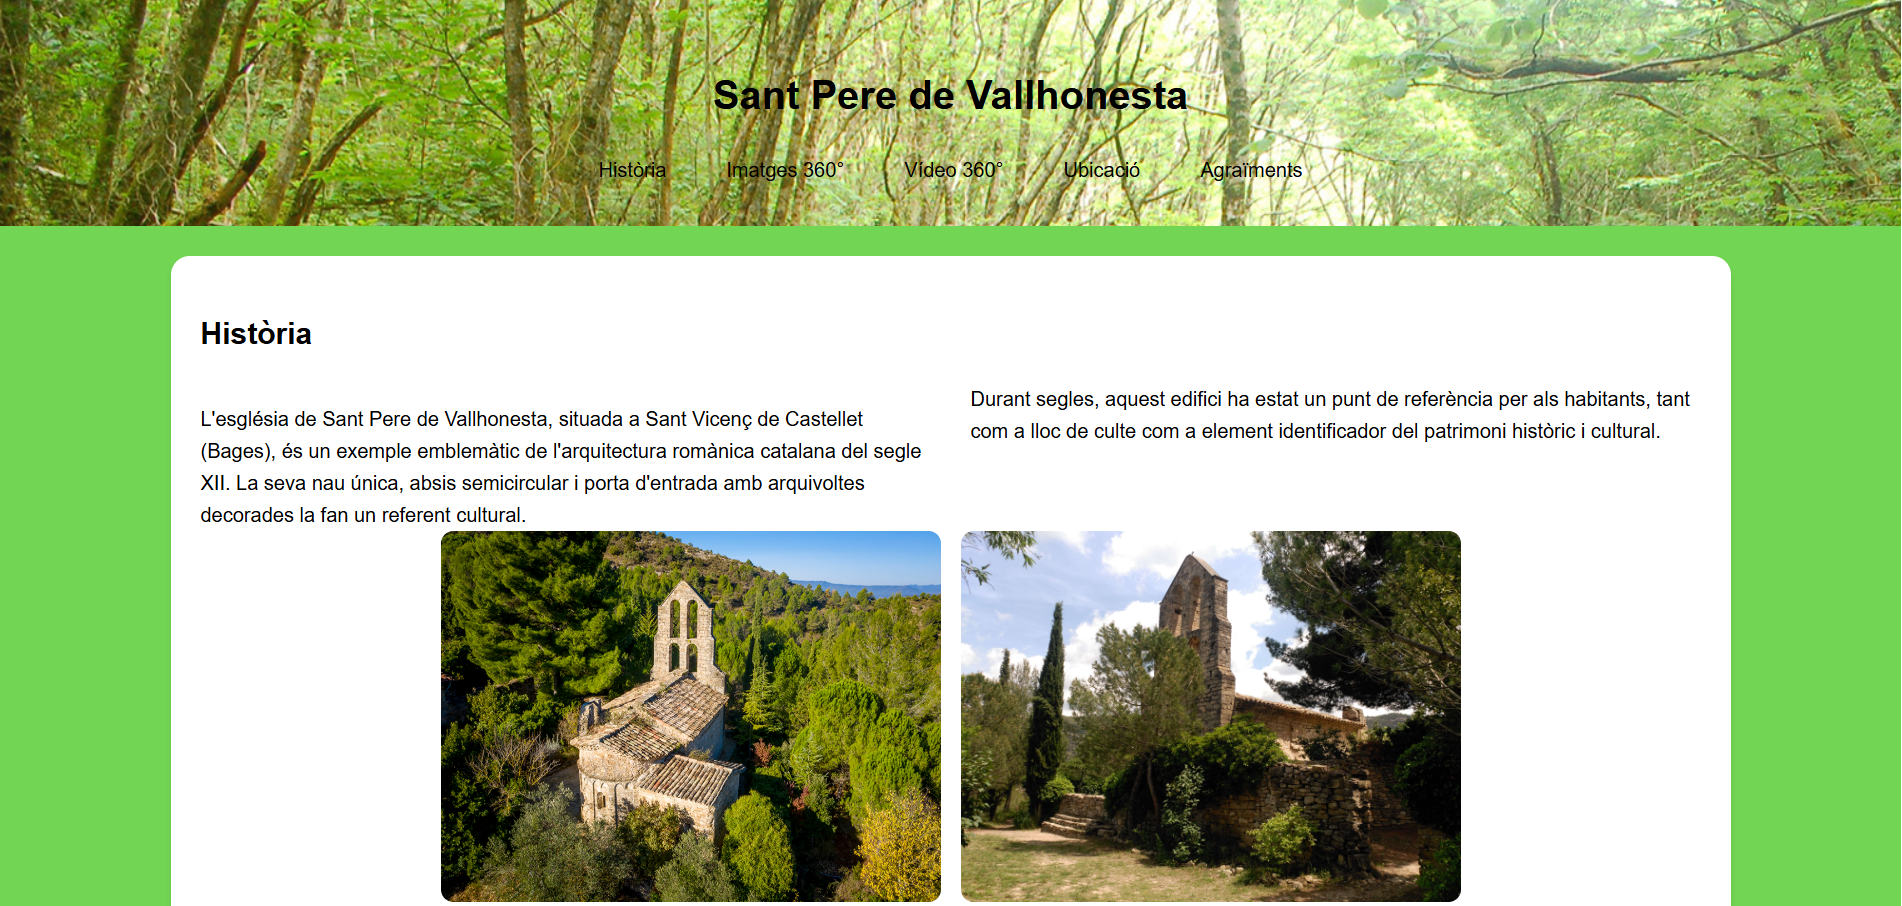 Sant Pere de Vallhonesta
Història
Imatges 360°
Vídeo 360°
Ubicació
Agraïments
Història
L'església de Sant Pere de Vallhonesta, situada a Sant Vicenç de Castellet
(Bages), és un exemple emblemàtic de l'arquitectura romànica catalana del segle
XII. La seva nau única, absis semicircular i porta d'entrada amb arquivoltes
decorades la fan un referent cultural.
Durant segles, aquest edifici ha estat un punt de referència per als habitants, tant
com a lloc de culte com a element identificador del patrimoni històric i cultural.